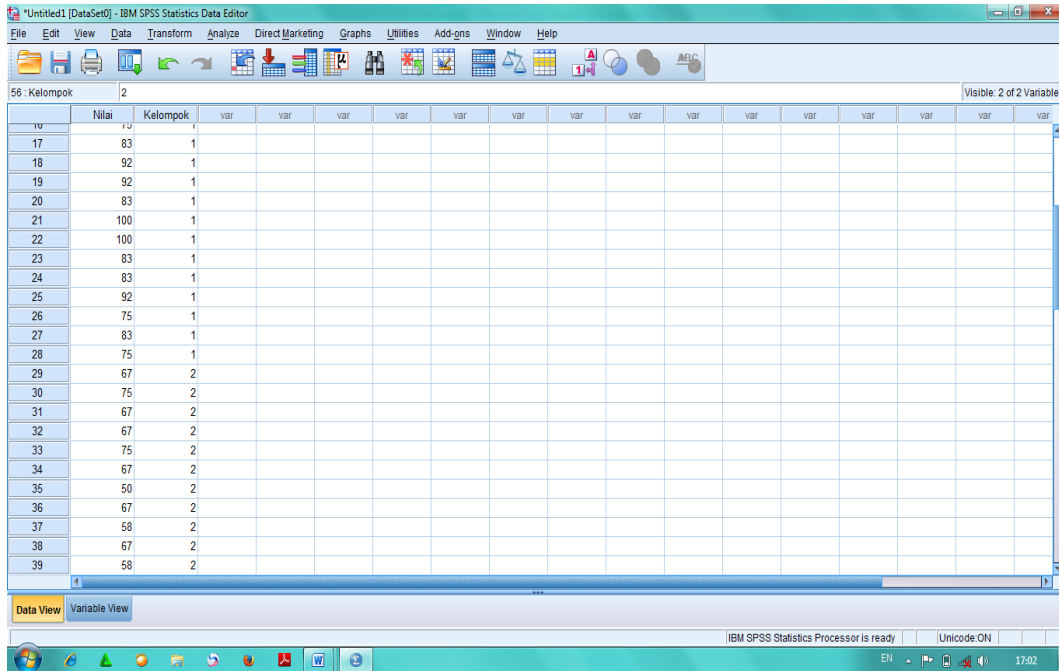 *Untitled1 [DataSet0] - IBM SPSS Statistics Data Editor
File Edit View Data Transform Analyze Direct Marketing Graphs Utilities Add-ons Window Help
56 : Kelompok 2 Visible: 2 of 2 Variable
Nilai Kelompok var var var var var var var var var var var var var var var
16 75 1
17 83 1
18 92 1
19 92 1
20 83 1
21 100 1
22 100 1
23 83 1
24 83 1
25 92 1
26 75 1
27 83 1
28 75 1
29 67 2
30 75 2
31 67 2
32 67 2
33 75 2
34 67 2
35 50 2
36 67 2
37 58 2
38 67 2
39 58 2
Data View Variable View
IBM SPSS Statistics Processor is ready Unicode:ON
EN 17:02